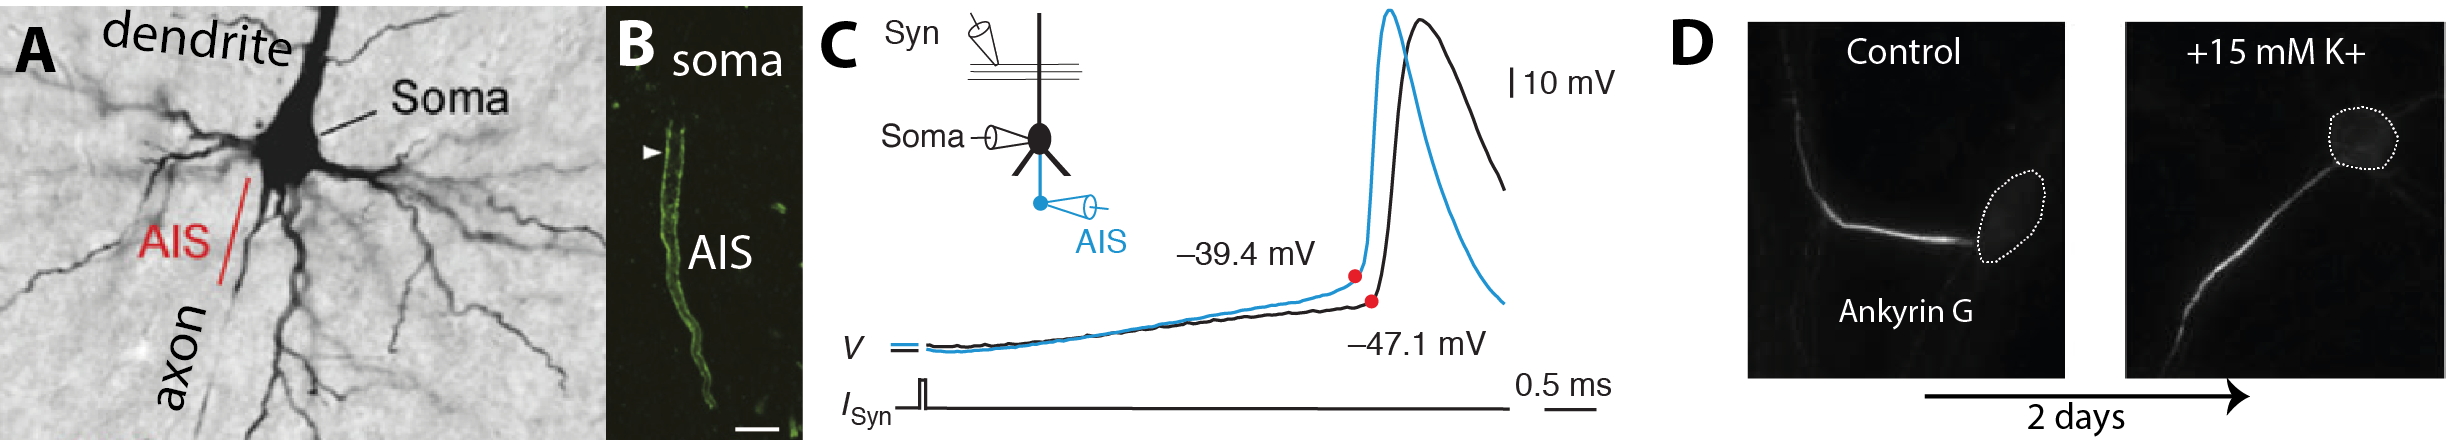 A
dendrite
Soma
AIS
axon
B
soma
AIS
C
Syn
Soma
AIS
10 mV
–39.4 mV
–47.1 mV
V
ISyn
0.5 ms
D
Control
+15 mM K+
Ankyrin G
2 days